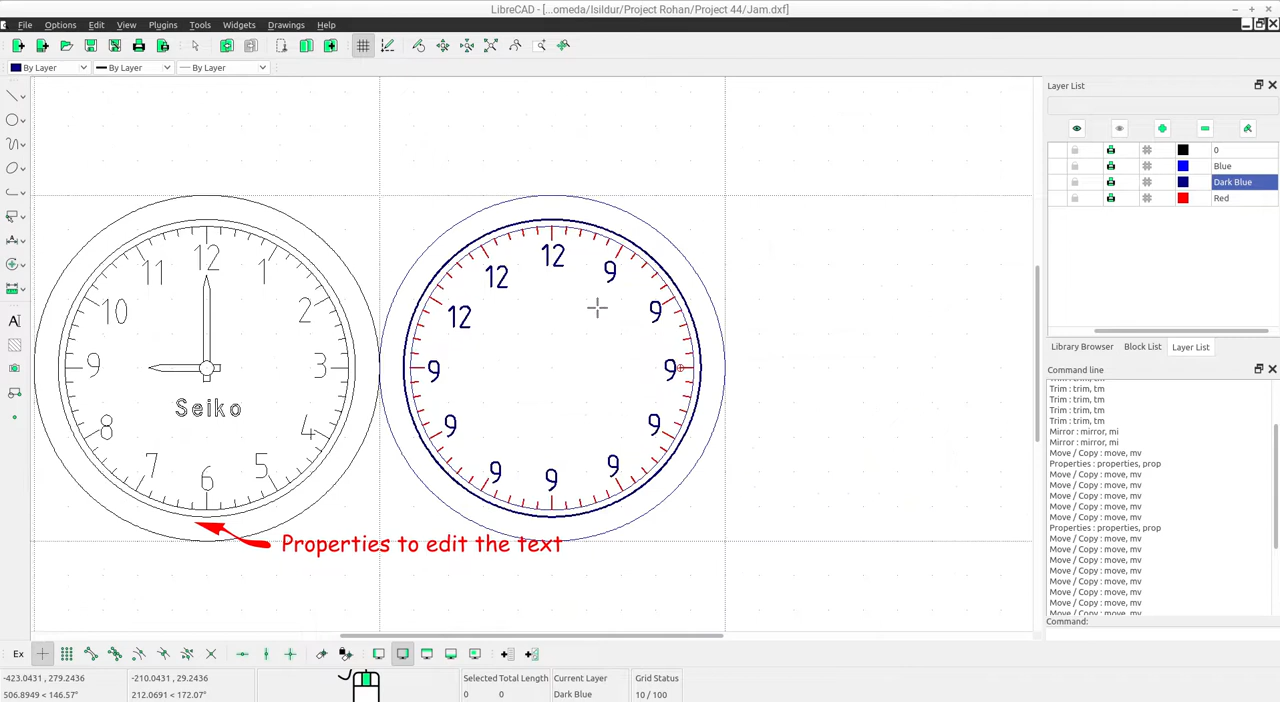 LibreCAD - [...omeda/Isildur/Project Rohan/Project 44/Jam.dxf]
File Options Edit View Plugins Tools Widgets Drawings Help
By Layer By Layer By Layer
Layer List
0
Blue
Dark Blue
Red
Library Browser Block List Layer List
Command line
Trim : trim, tm
Trim : trim, tm
Trim : trim, tm
Trim : trim, tm
Trim : trim, tm
Mirror : mirror, mi
Mirror : mirror, mi
Move / Copy : move, mv
Properties : properties, prop
Move / Copy : move, mv
Move / Copy : move, mv
Move / Copy : move, mv
Move / Copy : move, mv
Move / Copy : move, mv
Properties : properties, prop
Move / Copy : move, mv
Move / Copy : move, mv
Move / Copy : move, mv
Move / Copy : move, mv
Move / Copy : move, mv
Move / Copy : move, mv
Move / Copy : move, mv
Move / Copy : move, mv
Command:
12
11 1
10 2
9 3
8 4
7 5
6
Seiko
12
12 9
12 9
9 9
9 9
9 9
9
Properties to edit the text
Ex
-423.0431 , 279.2436
506.8949 < 146.57°
-210.0431 , 29.2436
212.0691 < 172.07°
Selected Total Length
0 0
Current Layer
Dark Blue
Grid Status
10 / 100